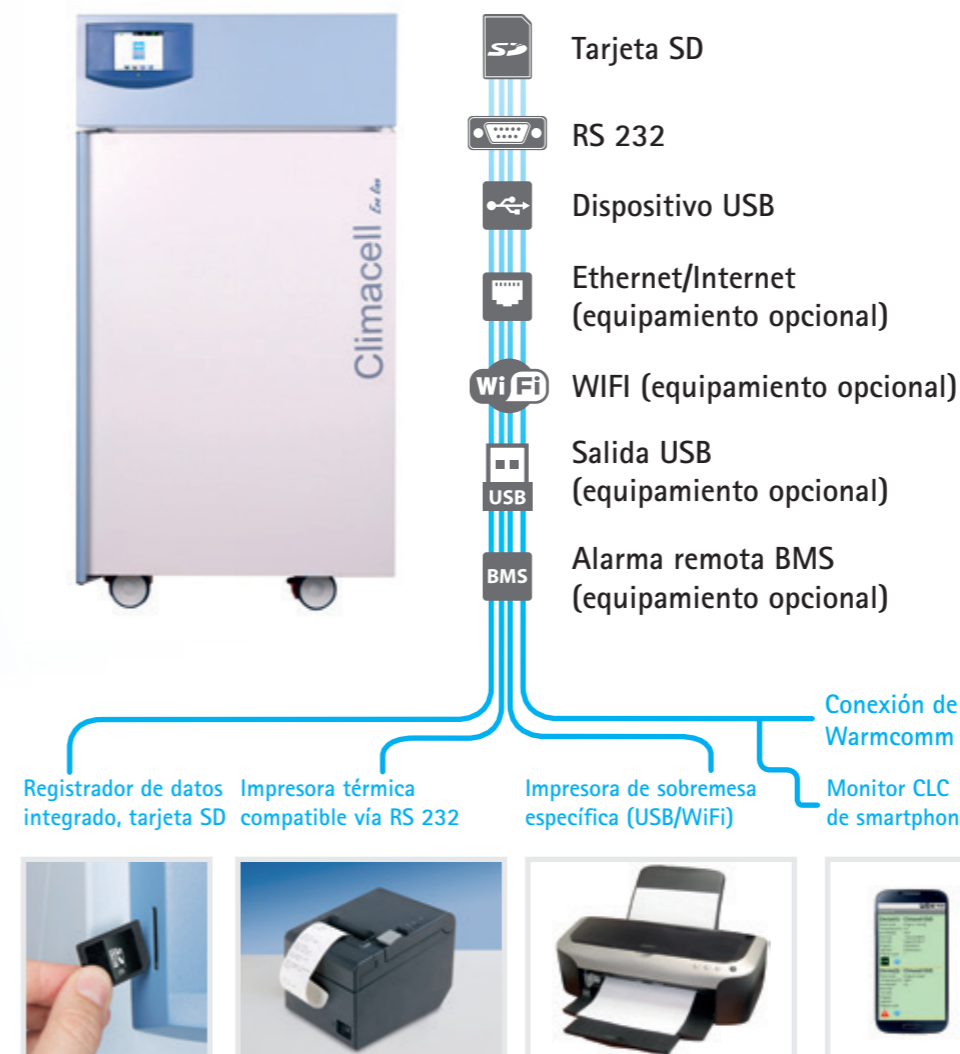 Climacell
SD
Tarjeta SD
RS 232
Dispositivo USB
Ethernet/Internet
(equipamiento opcional)
WiFi
WIFI (equipamiento opcional)
USB
Salida USB
(equipamiento opcional)
BMS
Alarma remota BMS
(equipamiento opcional)
Conexión de
Warmcomm
Registrador de datos
integrado, tarjeta SD
Impresora térmica
compatible vía RS 232
Impresora de sobremesa
específica (USB/WiFi)
Monitor CLC
de smartphon